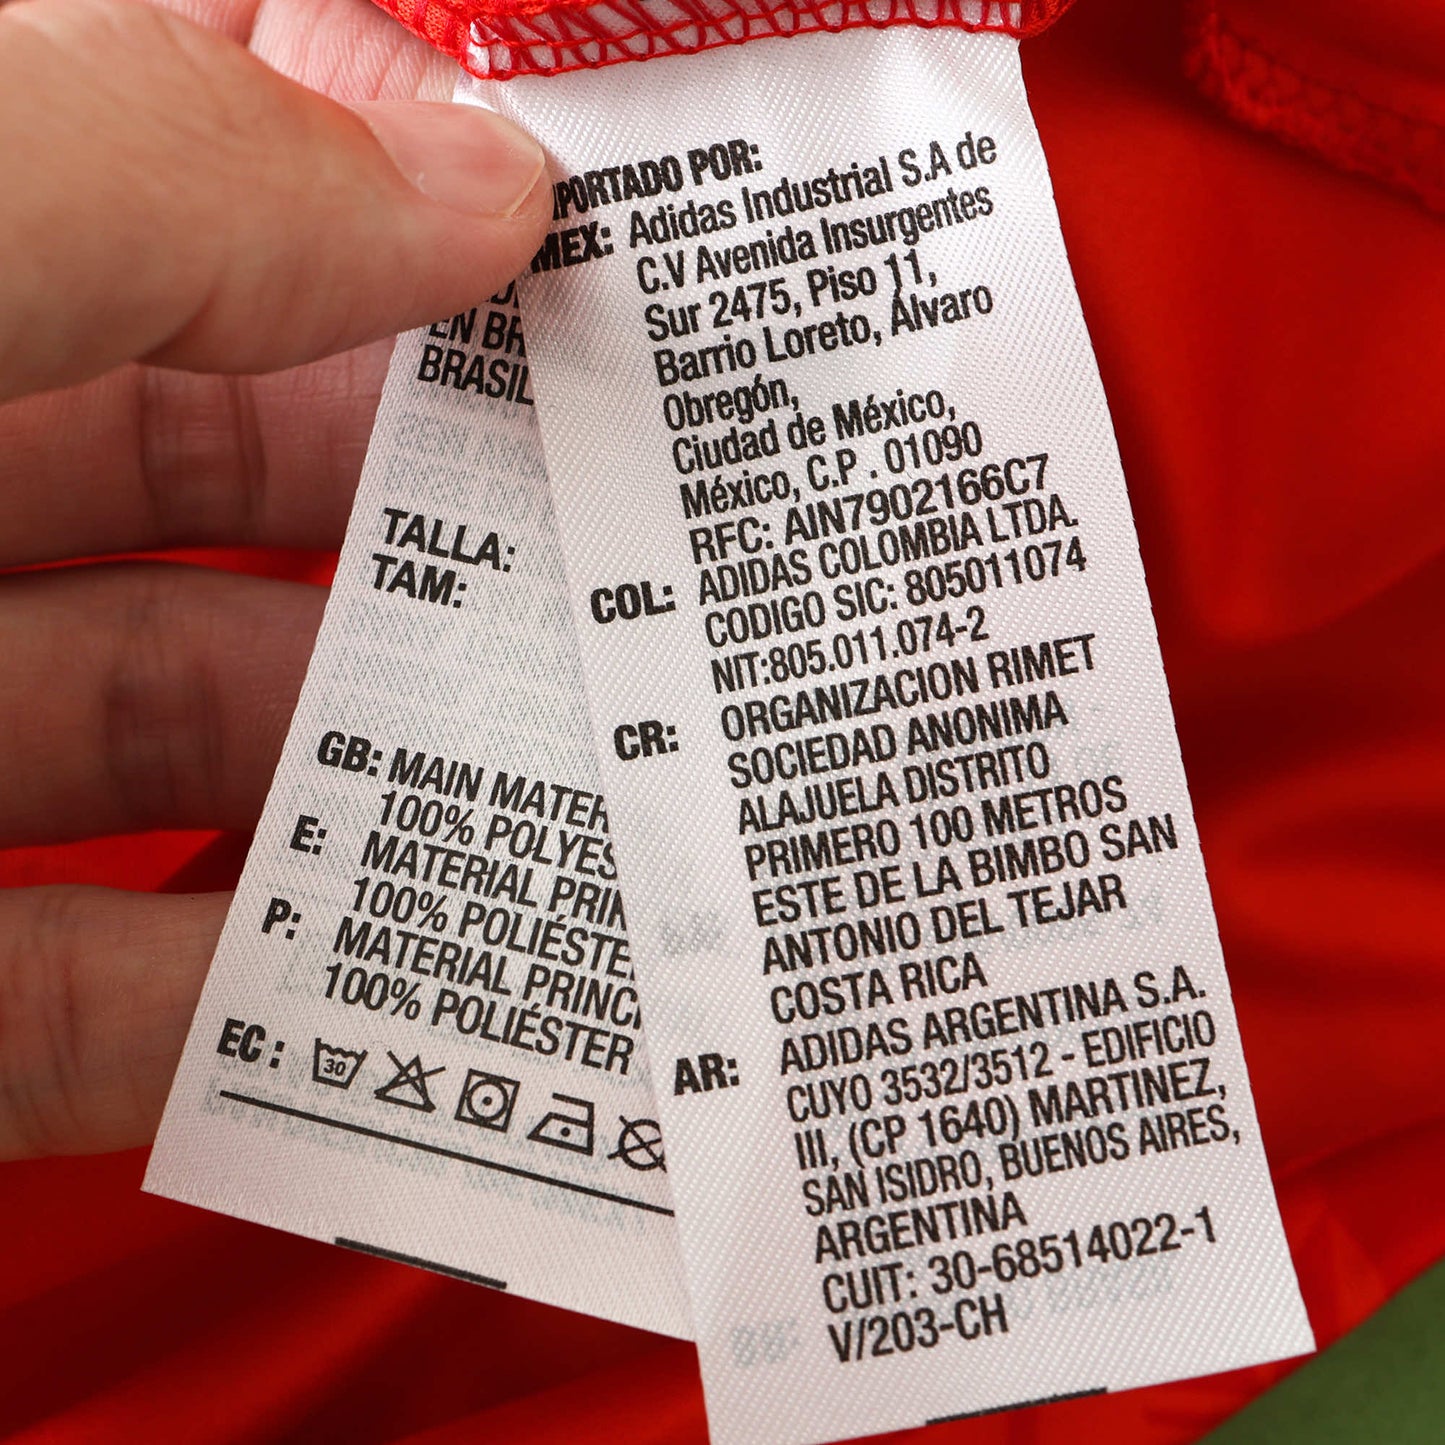 POR:
MEX: Adidas Industrial S.A de
C.V Avenida Insurgentes
Sur 2475, Piso 11,
Barrio Loreto, Álvaro
Obregón,
Ciudad de México,
México, C.P . 01090
RFC: AIN7902166C7
COL: ADIDAS COLOMBIA LTDA.
CODIGO SIC: 805011074
NIT:805.011.074-2
CR: ORGANIZACION RIMET
SOCIEDAD ANONIMA
ALAJUELA DISTRITO
PRIMERO 100 METROS
ESTE DE LA BIMBO SAN
ANTONIO DEL TEJAR
COSTA RICA
AR: ADIDAS ARGENTINA S.A.
CUYO 3532/3512 - EDIFICIO
III, (CP 1640) MARTINEZ,
SAN ISIDRO, BUENOS AIRES,
ARGENTINA
CUIT: 30-68514022-1
V/203-CH
EN BR
BRASIL
TALLA:
TAM:
GB: MAIN MATER
100% POLYES
E: MATERIAL PRIN
100% POLIÉSTE
P: MATERIAL PRINCI
100% POLIÉSTER
EC : 30